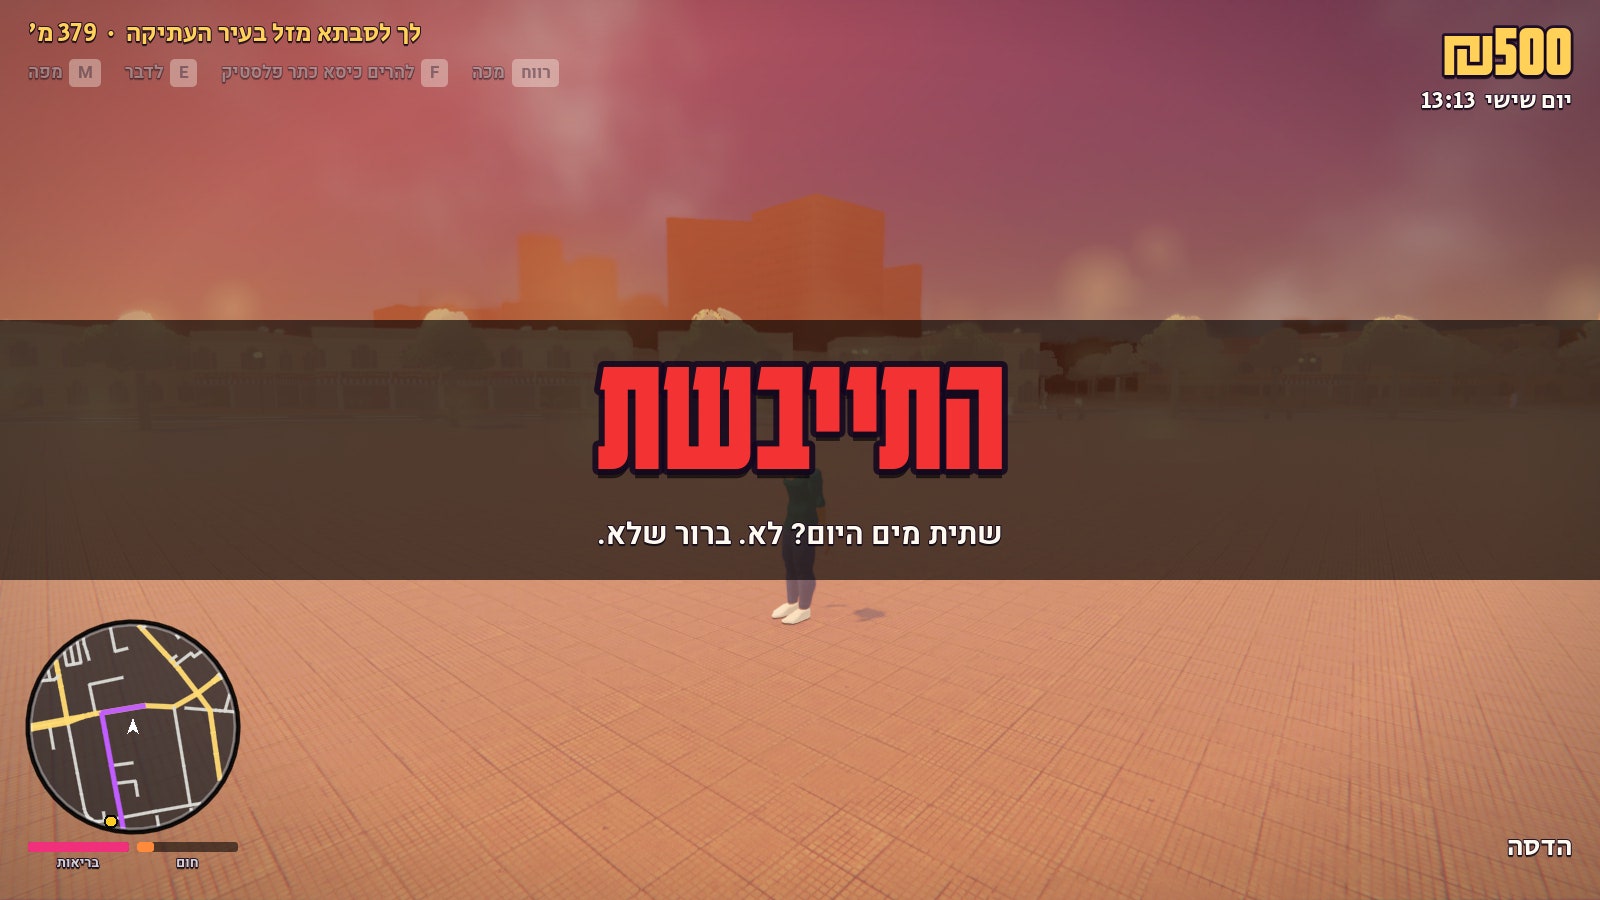 לך לסבתא מזל בעיר העתיקה · 379 מ'
רווח מכה F להרים כיסא כתר פלסטיק E לדבר M מפה
₪500
יום שישי 13:13
התייבשת
שתית מים היום? לא. ברור שלא.
בריאות
חום
הדסה